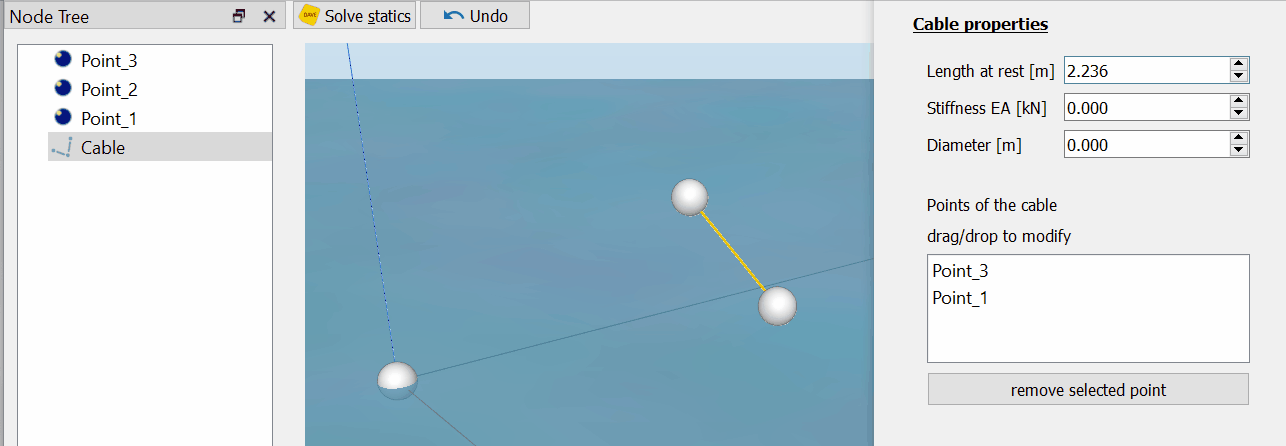 Node Tree
Solve statics
Undo
Point_3
Point_2
Point_1
Cable
Cable properties
Length at rest [m] 2.236
Stiffness EA [kN] 0.000
Diameter [m] 0.000
Points of the cable
drag/drop to modify
Point_3
Point_1
remove selected point